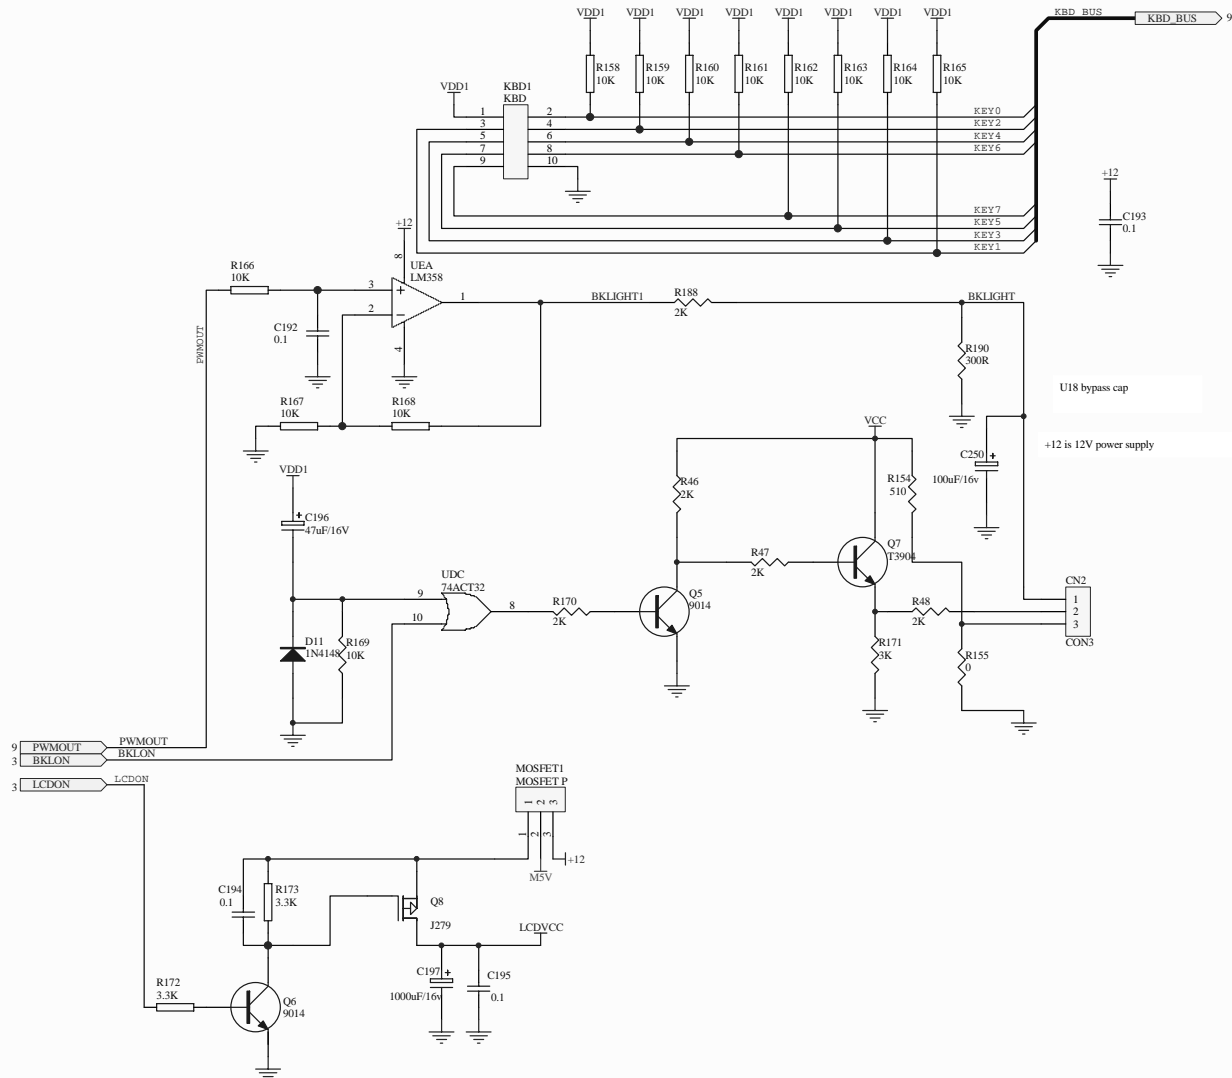 VDD1 VDD1 VDD1 VDD1 VDD1 VDD1 VDD1 VDD1
KBD_BUS
KBD_BUS
9
R158
10K
R159
10K
R160
10K
R161
10K
R162
10K
R163
10K
R164
10K
R165
10K
VDD1
KBD1
KBD
1
3
5
7
9
2
4
6
8
10
KEY0
KEY2
KEY4
KEY6
KEY7
KEY5
KEY3
KEY1
+12
C193
0.1
+12
8
UEA
LM358
R166
10K
3
2
1
4
C192
0.1
PWMOUT
BKLIGHT1
R188
2K
BKLIGHT
R190
300R
U18 bypass cap
+12 is 12V power supply
R167
10K
R168
10K
VCC
C250
100uF/16v
VDD1
C196
47uF/16V
R46
2K
R154
510
Q7
T3904
R47
2K
UDC
74ACT32
9
10
8
R170
2K
Q5
9014
R48
2K
CN2
1
2
3
CON3
D11
1N4148
R169
10K
R171
3K
R155
0
9
PWMOUT
PWMOUT
3
BKLON
BKLON
3
LCDON
LCDON
MOSFET1
MOSFET P
1 2 3
1 2 3
+12
M5V
C194
0.1
R173
3.3K
Q8
J279
LCDVCC
C197
1000uF/16v
C195
0.1
R172
3.3K
Q6
9014